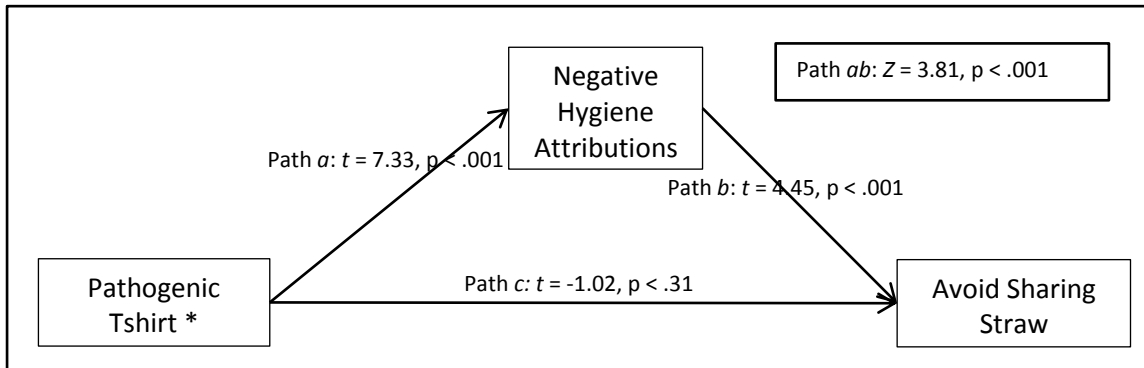 Negative
Hygiene
Attributions
Path ab: Z = 3.81, p < .001
Path a: t = 7.33, p < .001
Path b: t = 4.45, p < .001
Pathogenic
Tshirt *
Path c: t = -1.02, p < .31
Avoid Sharing
Straw